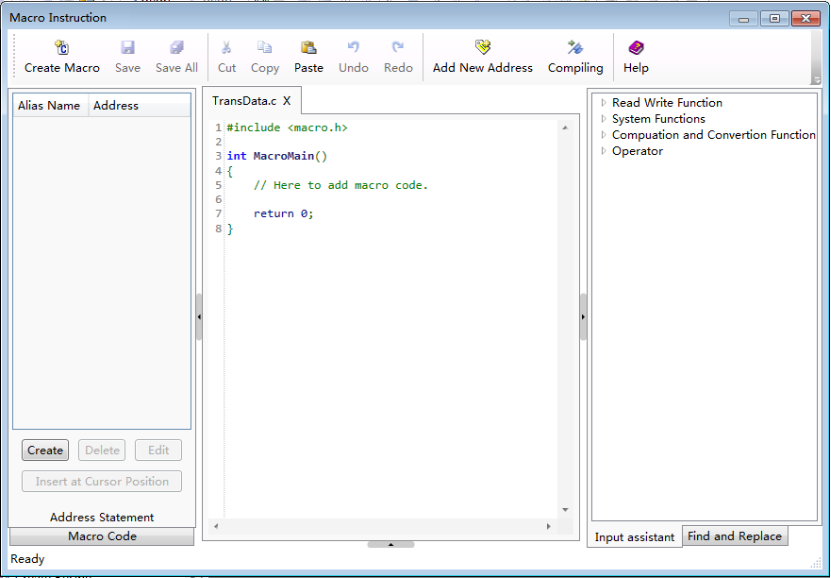 Macro Instruction
Create Macro Save Save All Cut Copy Paste Undo Redo Add New Address Compiling Help
Alias Name Address
TransData.c X
1 #include <macro.h>
2
3 int MacroMain()
4 {
5 // Here to add macro code.
6
7 return 0;
8 }
Read Write Function
System Functions
Compuation and Convertion Function
Operator
Create Delete Edit
Insert at Cursor Position
Address Statement
Macro Code
Input assistant Find and Replace
Ready